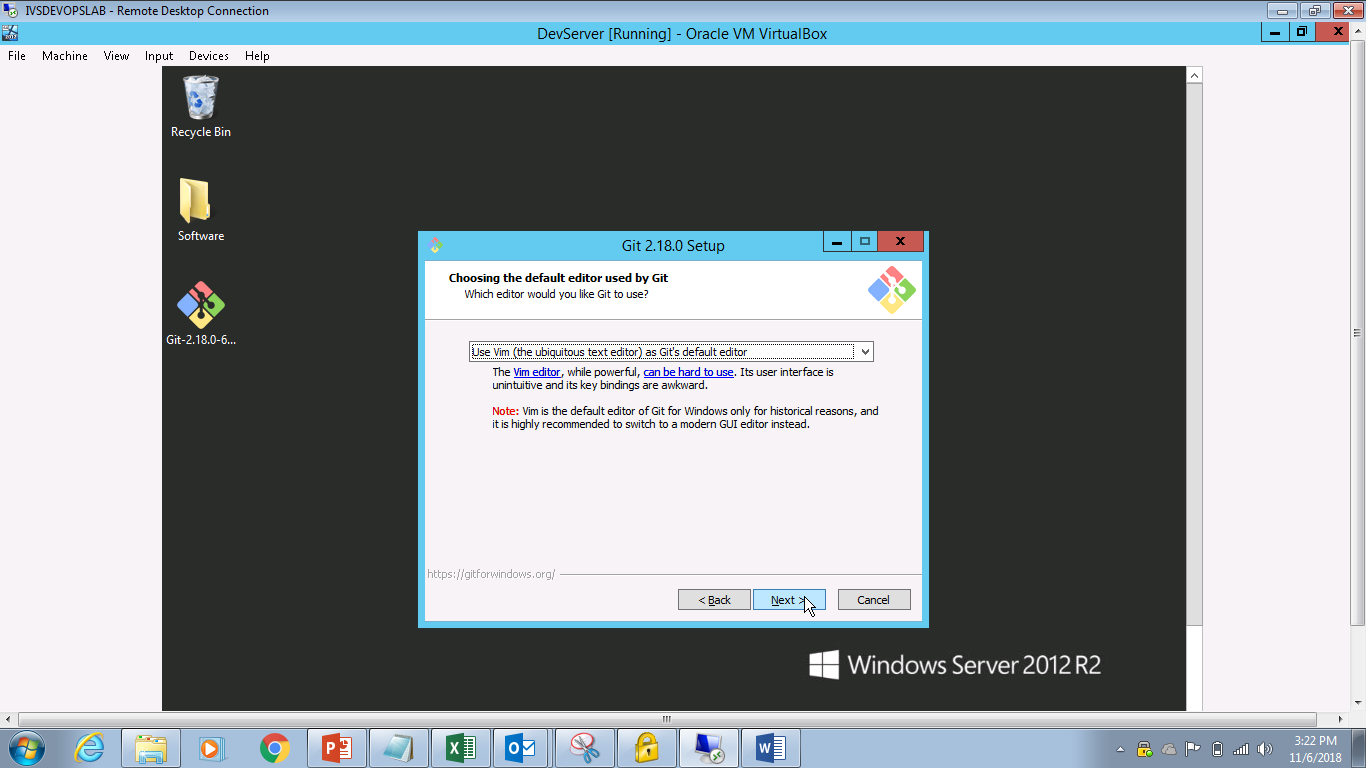 IVSDEVOPSLAB - Remote Desktop Connection
DevServer [Running] - Oracle VM VirtualBox
File Machine View Input Devices Help
Recycle Bin
Software
Git-2.18.0-6...
Git 2.18.0 Setup
Choosing the default editor used by Git
Which editor would you like Git to use?
Use Vim (the ubiquitous text editor) as Git's default editor
The Vim editor, while powerful, can be hard to use. Its user interface is
unintuitive and its key bindings are awkward.
Note: Vim is the default editor of Git for Windows only for historical reasons, and
it is highly recommended to switch to a modern GUI editor instead.
https://gitforwindows.org/
< Back Next > Cancel
Windows Server 2012 R2
3:22 PM
11/6/2018